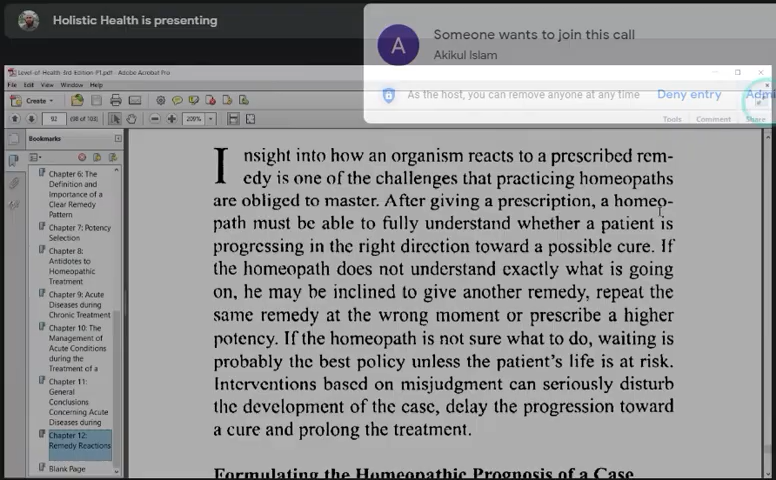 Holistic Health is presenting
Someone wants to join this call
A
Akikul Islam
As the host, you can remove anyone at any time
Deny entry
Level-of-Health-3rd-Edition-P1.pdf - Adobe Acrobat Pro
File Edit View Window Help
Create
92
(98 of 103)
209%
Tools
Comment
Share
Bookmarks
Chapter 6: The
Definition and
Importance of a
Clear Remedy
Pattern
Chapter 7: Potency
Selection
Chapter 8:
Antidotes to
Homeopathic
Treatment
Chapter 9: Acute
Diseases during
Chronic Treatment
Chapter 10: The
Management of
Acute Conditions
during the
Treatment of a
Chapter 11:
General
Conclusions
Concerning Acute
Diseases during
Chapter 12:
Remedy Reactions
Blank Page
Insight into how an organism reacts to a prescribed rem-
edy is one of the challenges that practicing homeopaths
are obliged to master. After giving a prescription, a homeo-
path must be able to fully understand whether a patient is
progressing in the right direction toward a possible cure. If
the homeopath does not understand exactly what is going
on, he may be inclined to give another remedy, repeat the
same remedy at the wrong moment or prescribe a higher
potency. If the homeopath is not sure what to do, waiting is
probably the best policy unless the patient's life is at risk.
Interventions based on misjudgment can seriously disturb
the development of the case, delay the progression toward
a cure and prolong the treatment.
Formulating the Homeopathic Prognosis of a Case